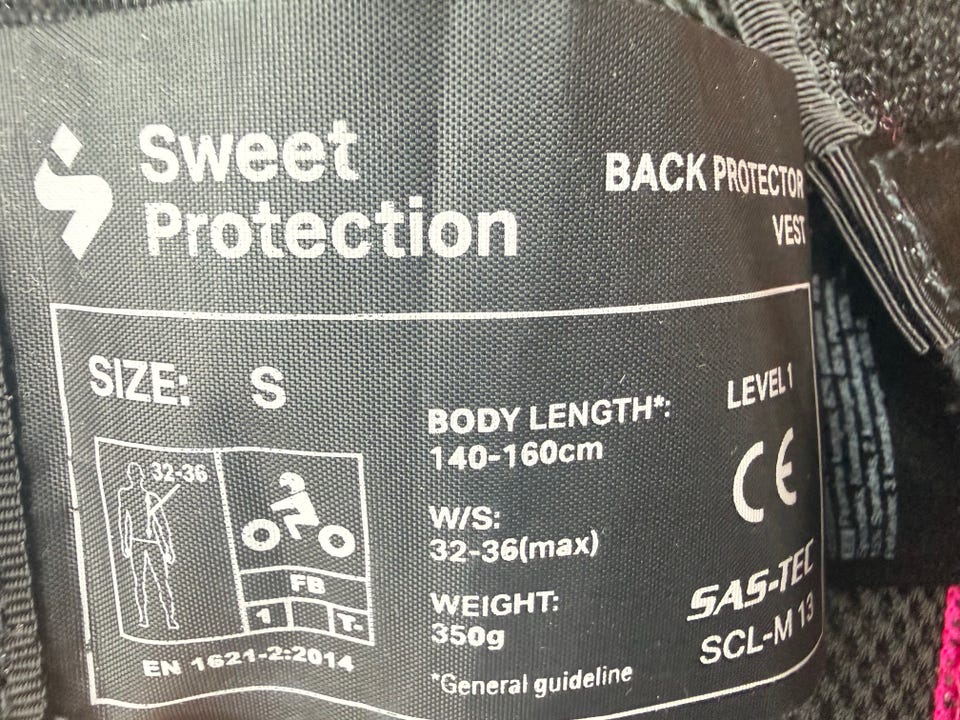 Sweet
Protection
BACK PROTECTOR
VEST
SIZE: S
32-36
FB
1 T-
EN 1621-2:2014
BODY LENGTH*:
140-160cm
W/S:
32-36(max)
WEIGHT:
350g
*General guideline
LEVEL 1
CE
SAS-TEC
SCL-M 13